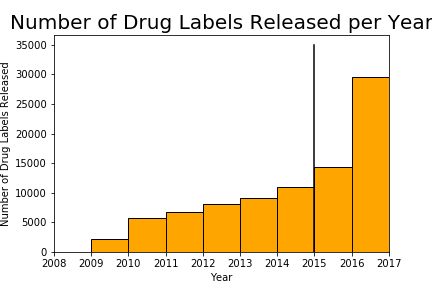 Number of Drug Labels Released per Year
Number of Drug Labels Released
35000
30000
25000
20000
15000
10000
5000
0
2008 2009 2010 2011 2012 2013 2014 2015 2016 2017
Year